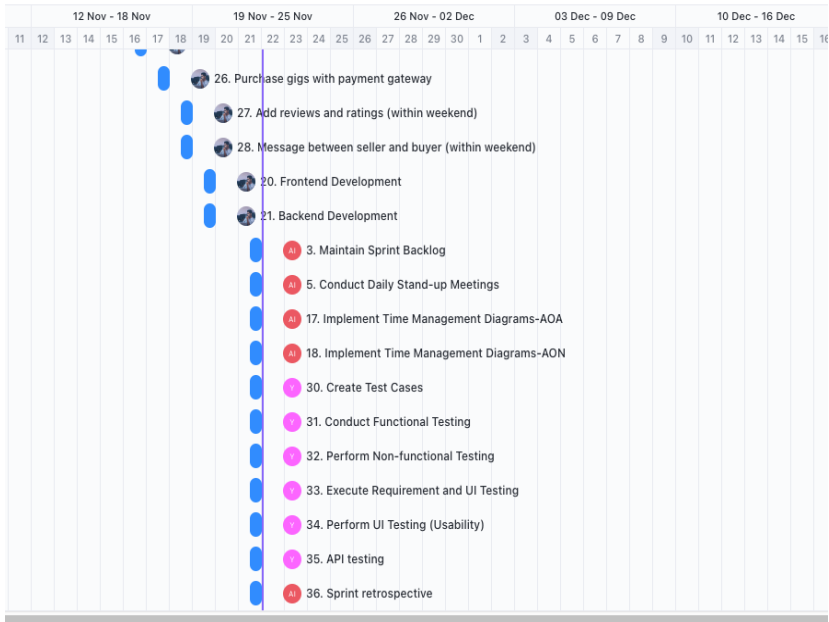 12 Nov - 18 Nov 19 Nov - 25 Nov 26 Nov - 02 Dec 03 Dec - 09 Dec 10 Dec - 16 Dec
11 12 13 14 15 16 17 18 19 20 21 22 23 24 25 26 27 28 29 30 1 2 3 4 5 6 7 8 9 10 11 12 13 14 15 16
26. Purchase gigs with payment gateway
27. Add reviews and ratings (within weekend)
28. Message between seller and buyer (within weekend)
20. Frontend Development
21. Backend Development
AI 3. Maintain Sprint Backlog
AI 5. Conduct Daily Stand-up Meetings
AI 17. Implement Time Management Diagrams-AOA
AI 18. Implement Time Management Diagrams-AON
Y 30. Create Test Cases
Y 31. Conduct Functional Testing
Y 32. Perform Non-functional Testing
Y 33. Execute Requirement and UI Testing
Y 34. Perform UI Testing (Usability)
Y 35. API testing
AI 36. Sprint retrospective